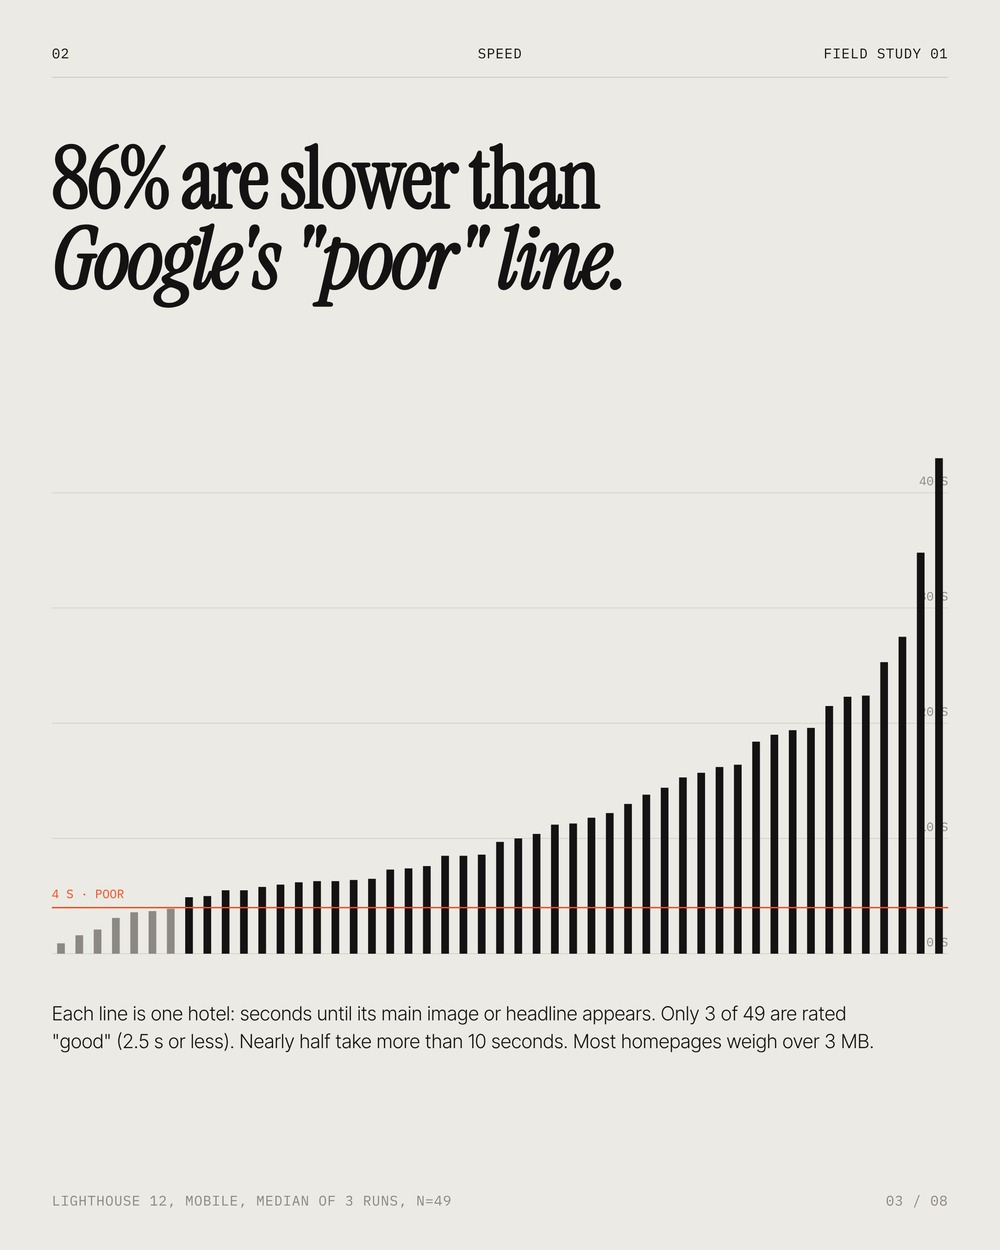 02
SPEED
FIELD STUDY 01
86% are slower than
Google's "poor" line.
40 S
S
S
S
0 S
4 S · POOR
Each line is one hotel: seconds until its main image or headline appears. Only 3 of 49 are rated
"good" (2.5 s or less). Nearly half take more than 10 seconds. Most homepages weigh over 3 MB.
LIGHTHOUSE 12, MOBILE, MEDIAN OF 3 RUNS, N=49
03 / 08